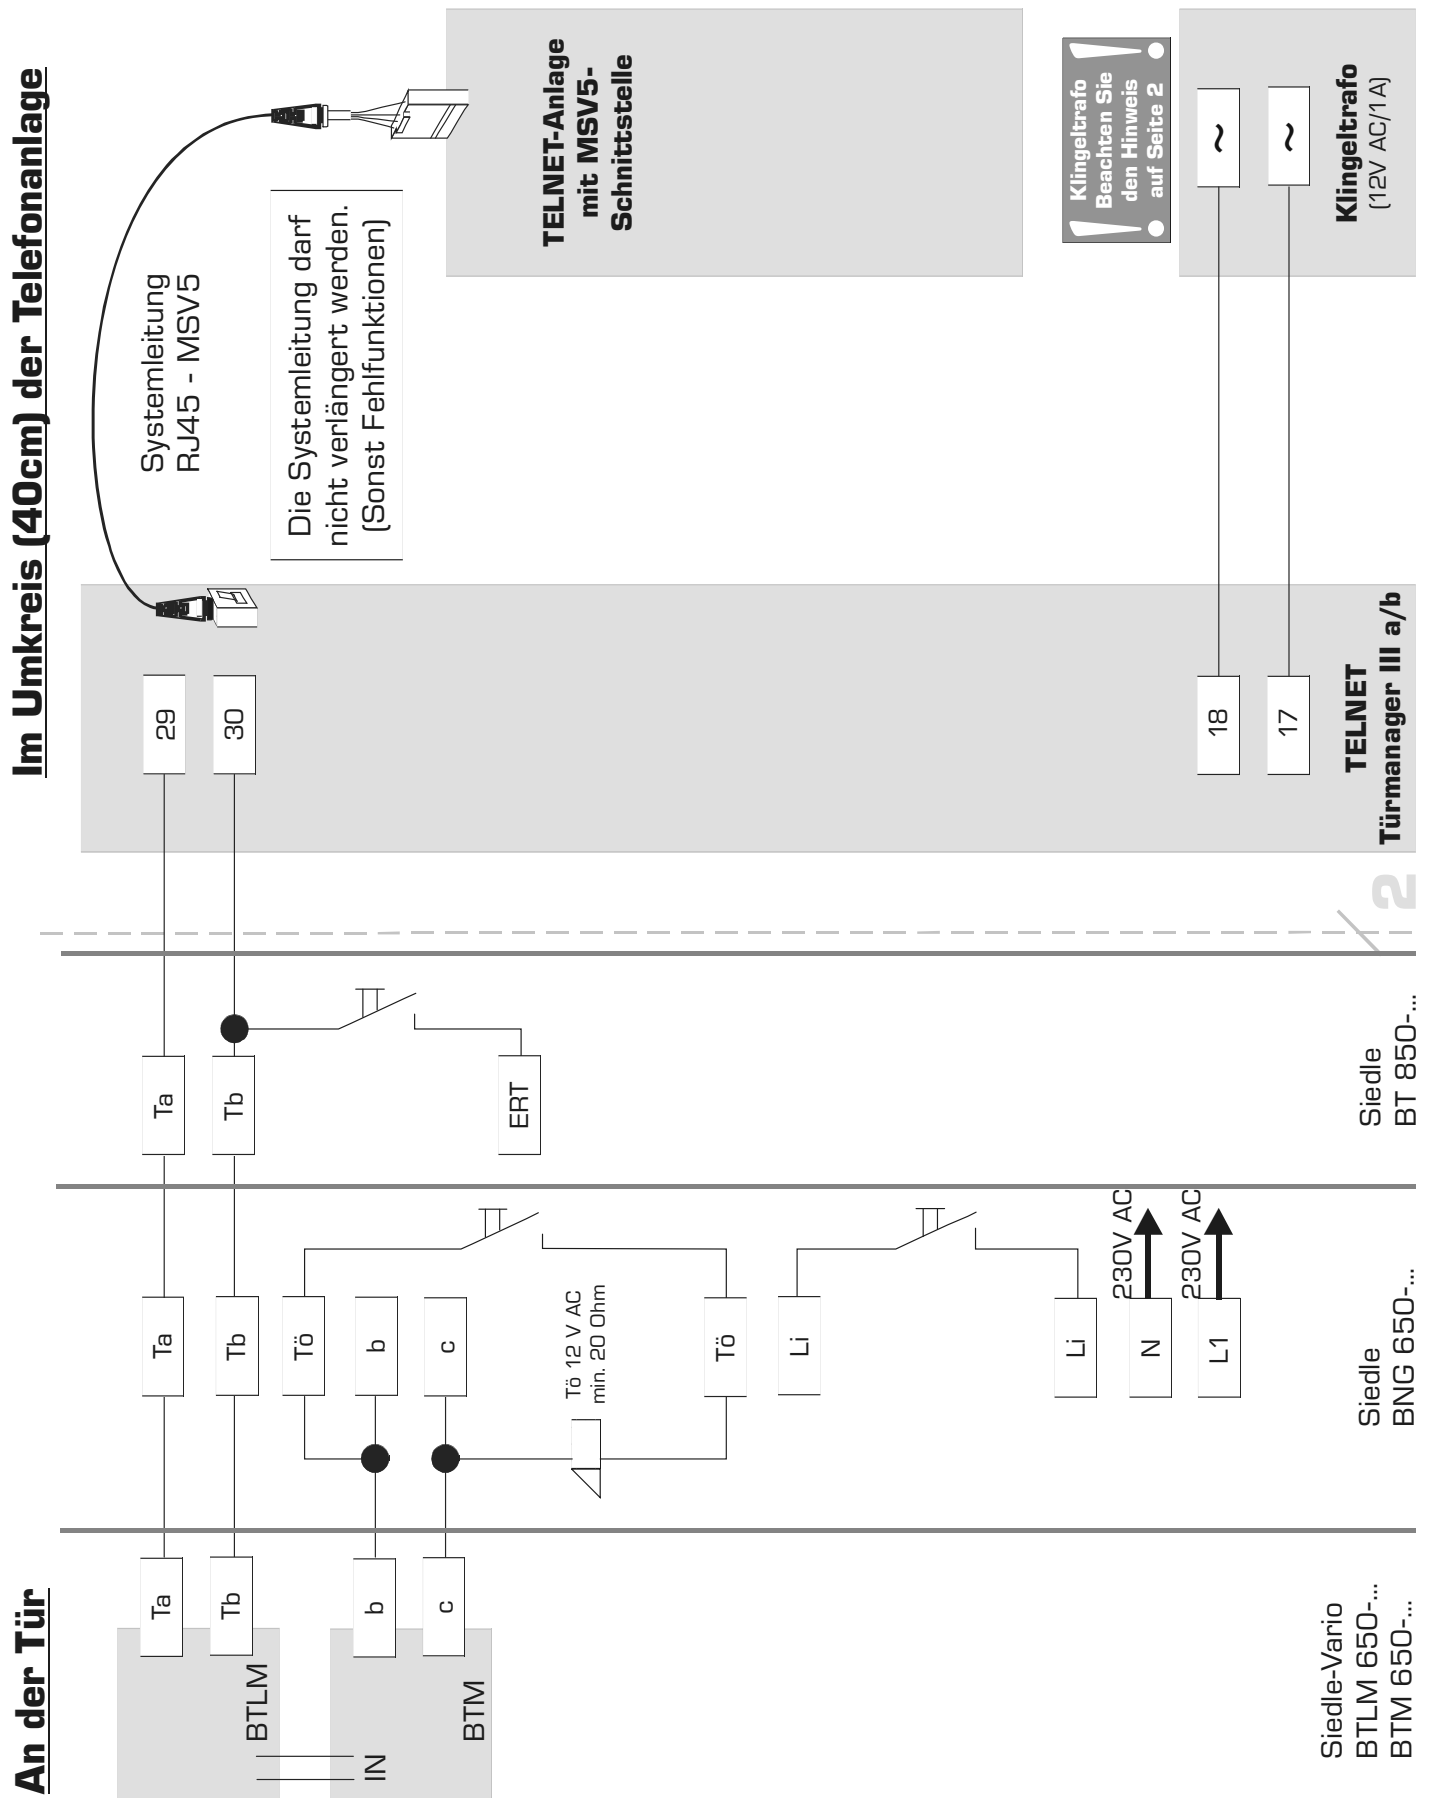 An der Tür
Im Umkreis (40cm) der Telefonanlage
Ta
Tb
BTLM
b
c
BTM
IN
Siedle-Vario
BTLM 650-...
BTM 650-...
Ta
Tb
Tö
b
c
Tö 12 V AC
min. 20 Ohm
Tö
Li
Li
N
230V AC
L1
230V AC
Siedle
BNG 650-...
Ta
Tb
ERT
Siedle
BT 850-...
2
29
30
18
17
TELNET
Türmanager III a/b
Systemleitung
RJ45 - MSV5
Die Systemleitung darf
nicht verlängert werden.
(Sonst Fehlfunktionen)
TELNET-Anlage
mit MSV5-
Schnittstelle
! Klingeltrafo !
Beachten Sie
den Hinweis
auf Seite 2
~
~
Klingeltrafo
(12V AC/1A)